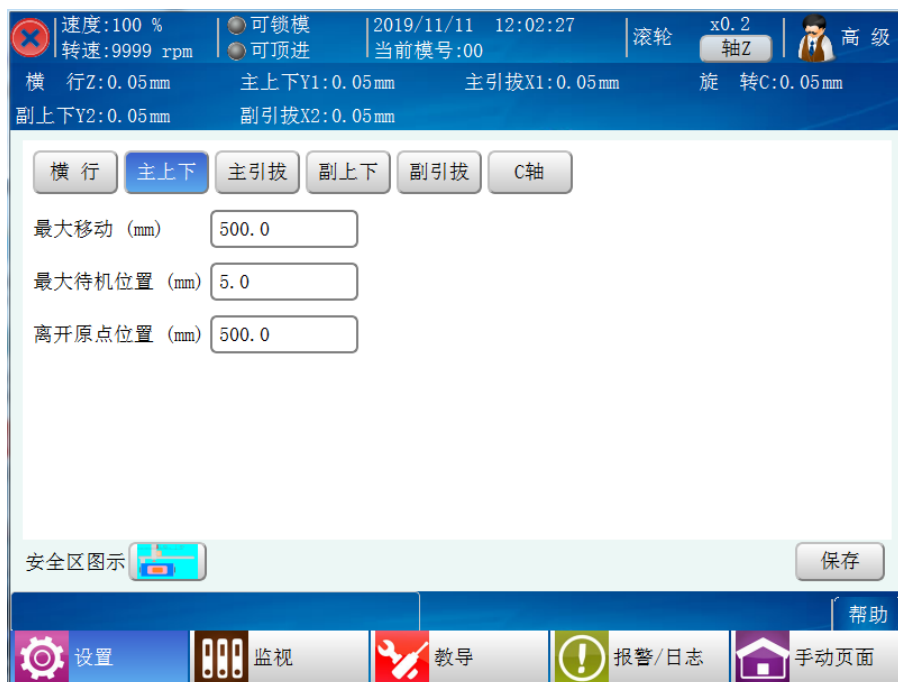 速度:100 % 可锁模 2019/11/11 12:02:27 滚轮 x0.2 高 级
转速:9999 rpm 可顶进 当前模号:00 轴Z
横 行Z:0.05mm 主上下Y1:0.05mm 主引拔X1:0.05mm 旋 转C:0.05mm
副上下Y2:0.05mm 副引拔X2:0.05mm
横 行 主上下 主引拔 副上下 副引拔 C轴
最大移动 (mm) 500.0
最大待机位置 (mm) 5.0
离开原点位置 (mm) 500.0
安全区图示 保存
帮助
设置 监视 教导 报警/日志 手动页面